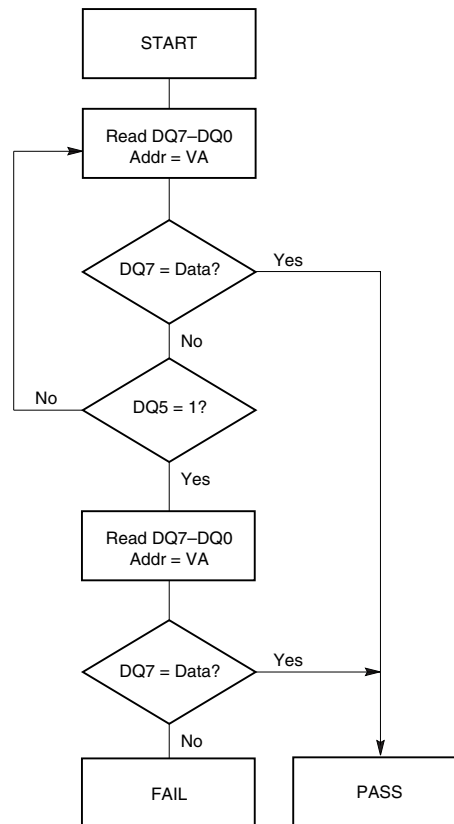 START
Read DQ7–DQ0
Addr = VA
DQ7 = Data?
Yes
No
No
DQ5 = 1?
Yes
Read DQ7–DQ0
Addr = VA
DQ7 = Data?
Yes
No
FAIL
PASS